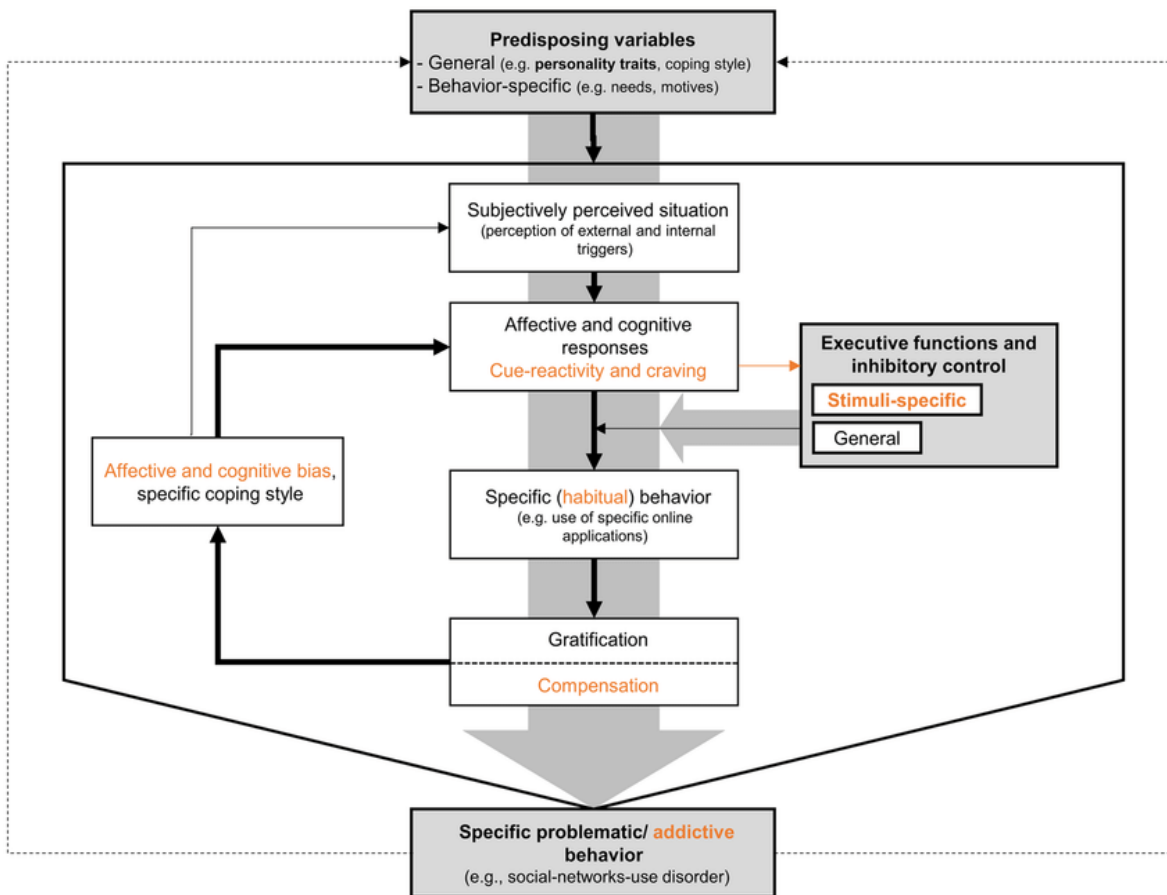 Predisposing variables
- General (e.g. personality traits, coping style)
- Behavior-specific (e.g. needs, motives)
Subjectively perceived situation
(perception of external and internal
triggers)
Affective and cognitive
responses
Cue-reactivity and craving
Executive functions and
inhibitory control
Stimuli-specific
General
Affective and cognitive bias,
specific coping style
Specific (habitual) behavior
(e.g. use of specific online
applications)
Gratification
Compensation
Specific problematic/ addictive
behavior
(e.g., social-networks-use disorder)